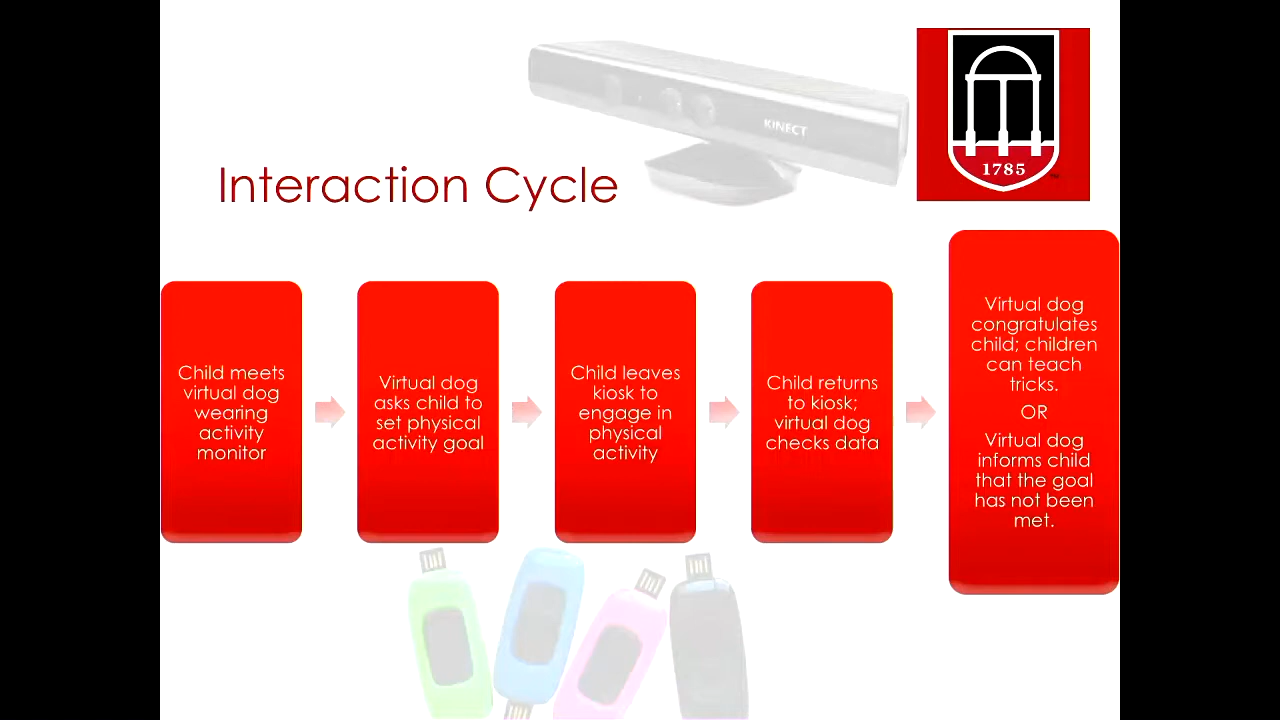 KINECT
1785
Interaction Cycle
Child meets
virtual dog
wearing
activity
monitor
Virtual dog
asks child to
set physical
activity goal
Child leaves
kiosk to
engage in
physical
activity
Child returns
to kiosk;
virtual dog
checks data
Virtual dog
congratulates
child; children
can teach
tricks.
OR
Virtual dog
informs child
that the goal
has not been
met.